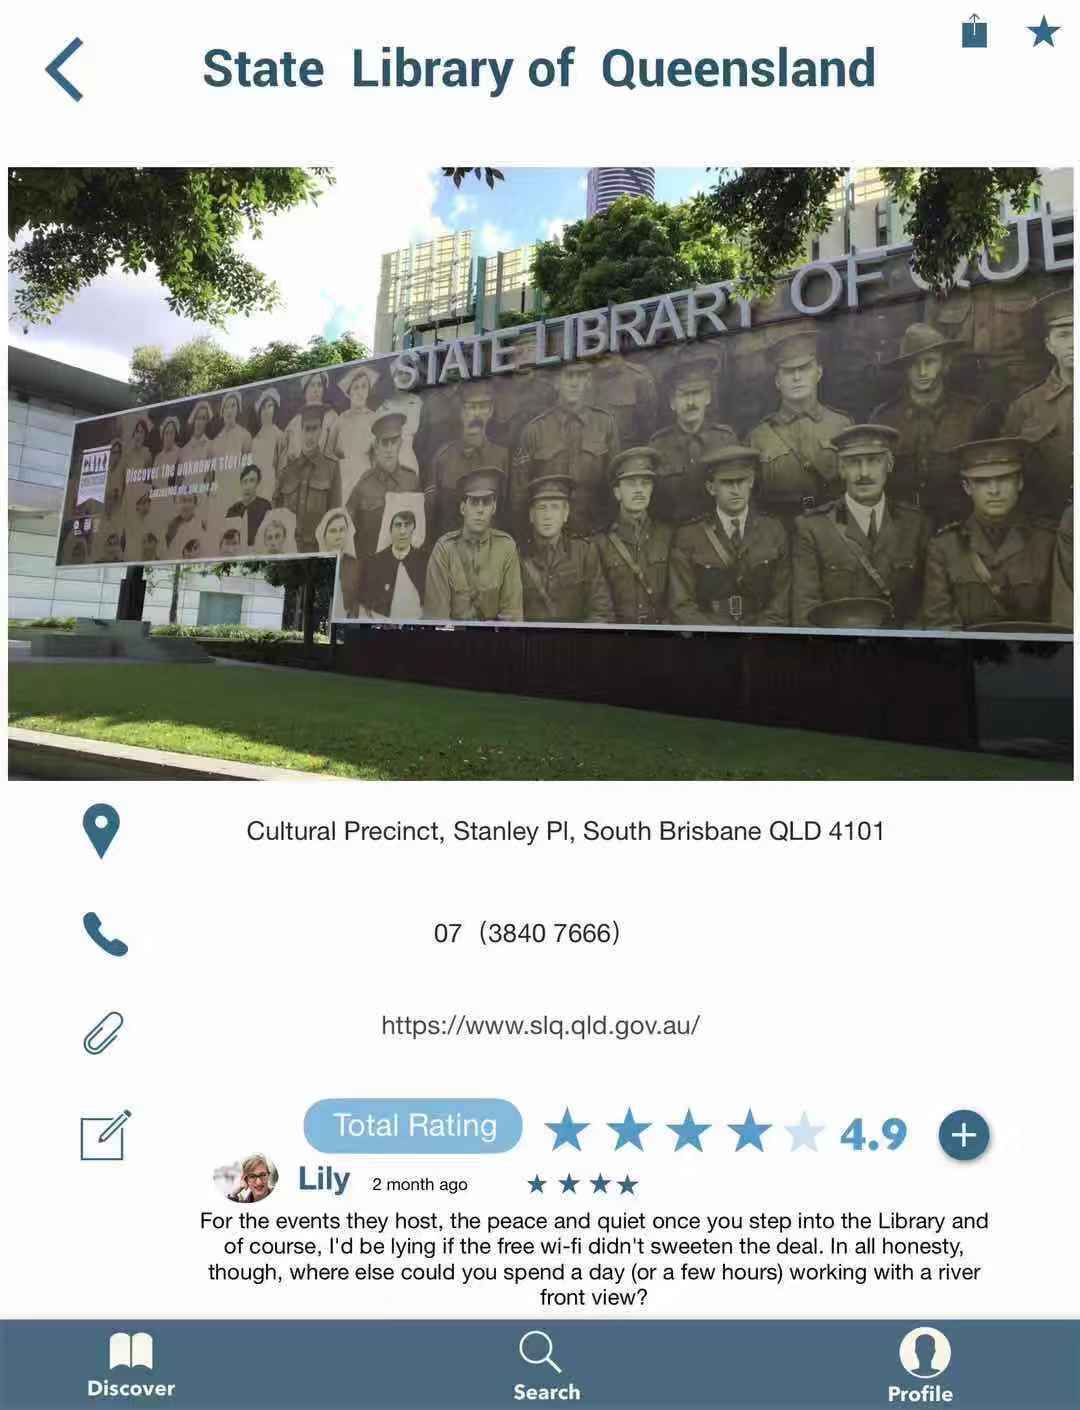 State Library of Queensland
STATE LIBRARY OF QUE
Discover the unknown stories
Cultural Precinct, Stanley Pl, South Brisbane QLD 4101
07（3840 7666）
https://www.slq.qld.gov.au/
Total Rating 4.9
Lily 2 month ago
For the events they host, the peace and quiet once you step into the Library and
of course, I'd be lying if the free wi-fi didn't sweeten the deal. In all honesty,
though, where else could you spend a day (or a few hours) working with a river
front view?
Discover Search Profile